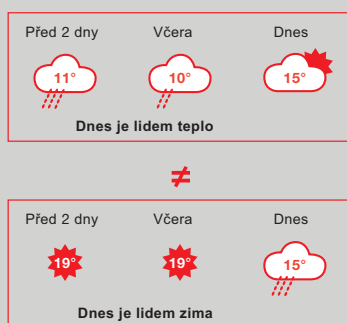 Před 2 dny Včera Dnes
11° 10° 15°
Dnes je lidem teplo
≠
Před 2 dny Včera Dnes
19° 19° 15°
Dnes je lidem zima